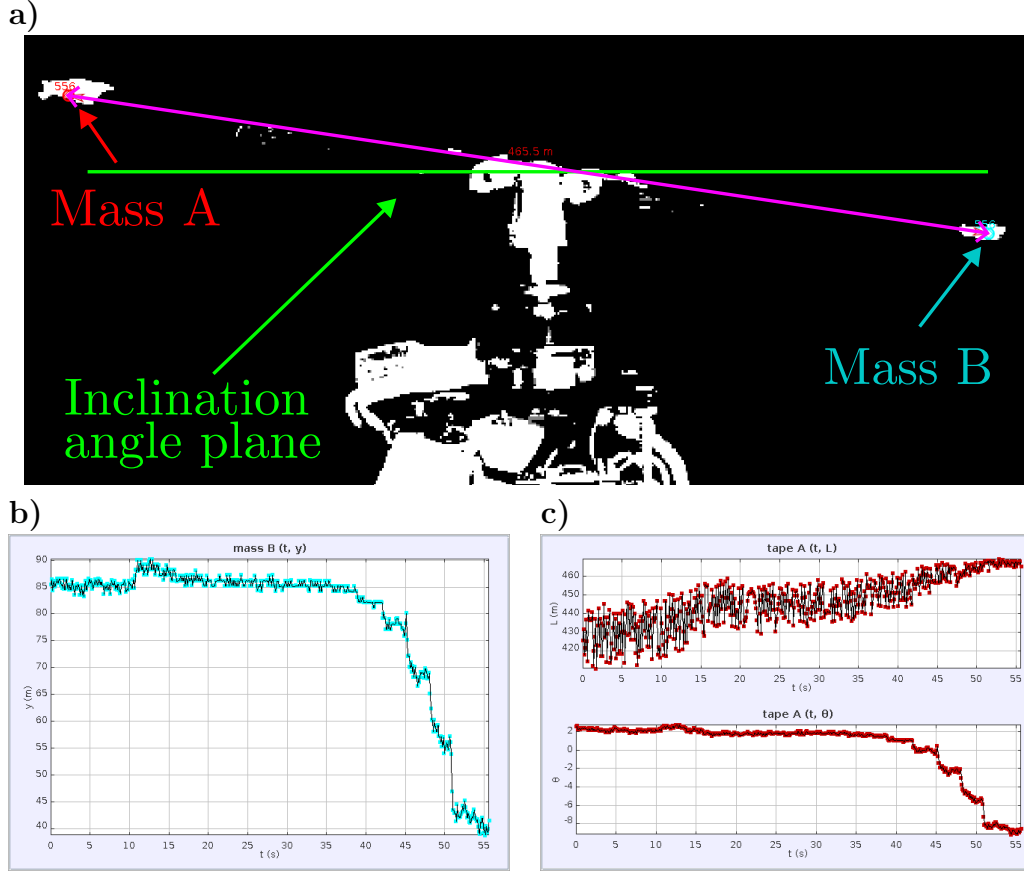 a)
556
465.5 m
Mass A
556
Mass B
Inclination
angle plane
b)
mass B (t, y)
90
85
80
75
70
65
60
55
50
45
40
y (m)
0 5 10 15 20 25 30 35 40 45 50 55
t (s)
c)
tape A (t, L)
460
450
440
430
420
L (m)
0 5 10 15 20 25 30 35 40 45 50 55
t (s)
tape A (t, θ)
2
0
-2
-4
-6
-8
θ
0 5 10 15 20 25 30 35 40 45 50 55
t (s)